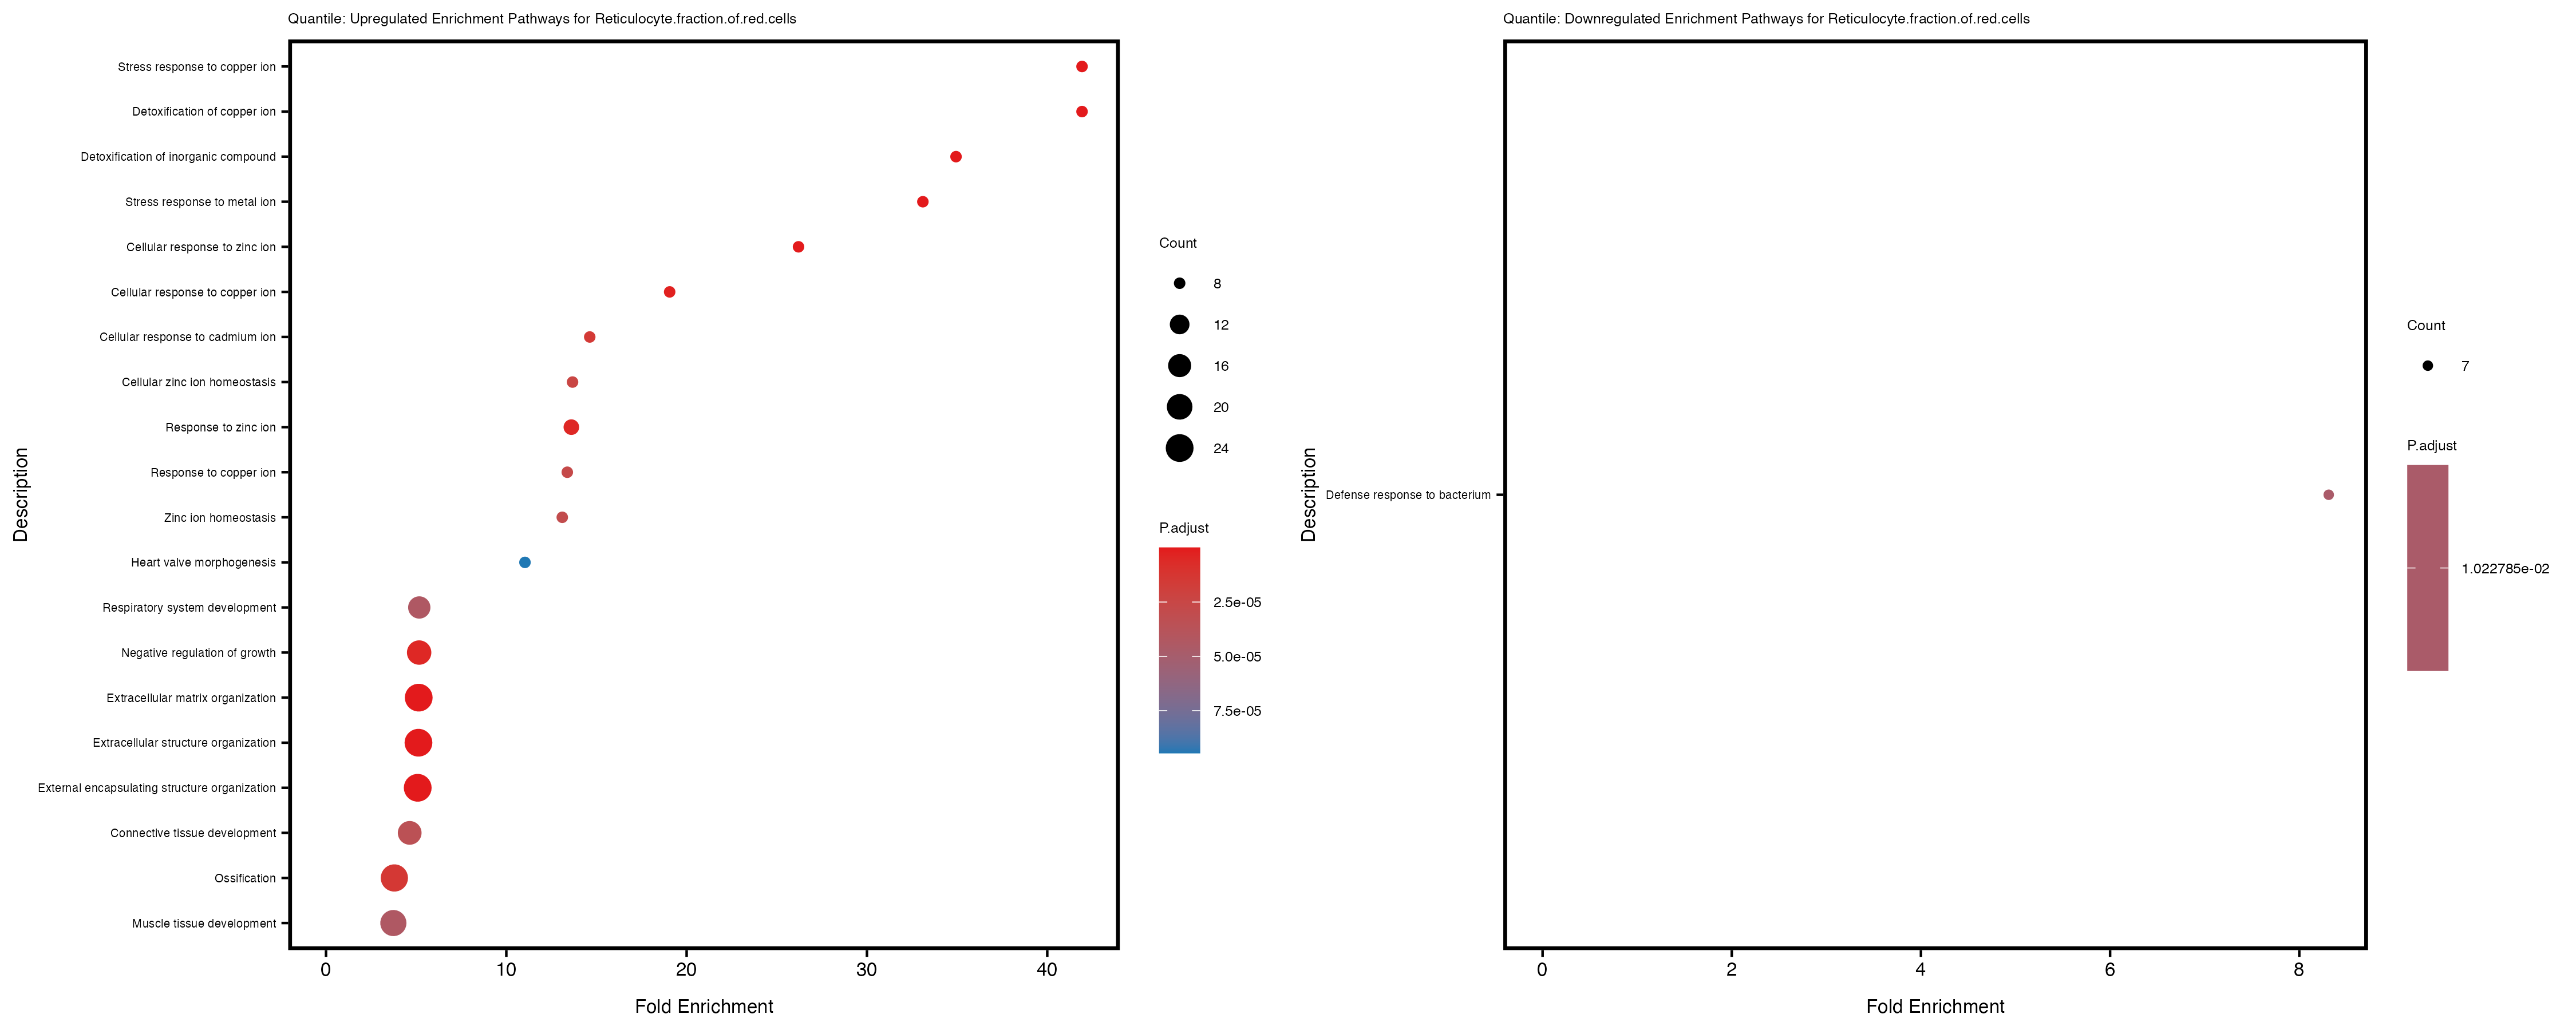 Quantile: Upregulated Enrichment Pathways for Reticulocyte.fraction.of.red.cells
Description
Stress response to copper ion
Detoxification of copper ion
Detoxification of inorganic compound
Stress response to metal ion
Cellular response to zinc ion
Cellular response to copper ion
Cellular response to cadmium ion
Cellular zinc ion homeostasis
Response to zinc ion
Response to copper ion
Zinc ion homeostasis
Heart valve morphogenesis
Respiratory system development
Negative regulation of growth
Extracellular matrix organization
Extracellular structure organization
External encapsulating structure organization
Connective tissue development
Ossification
Muscle tissue development
0 10 20 30 40
Fold Enrichment
Count
8
12
16
20
24
P.adjust
2.5e-05
5.0e-05
7.5e-05
Quantile: Downregulated Enrichment Pathways for Reticulocyte.fraction.of.red.cells
Description
Defense response to bacterium
0 2 4 6 8
Fold Enrichment
Count
7
P.adjust
1.022785e-02